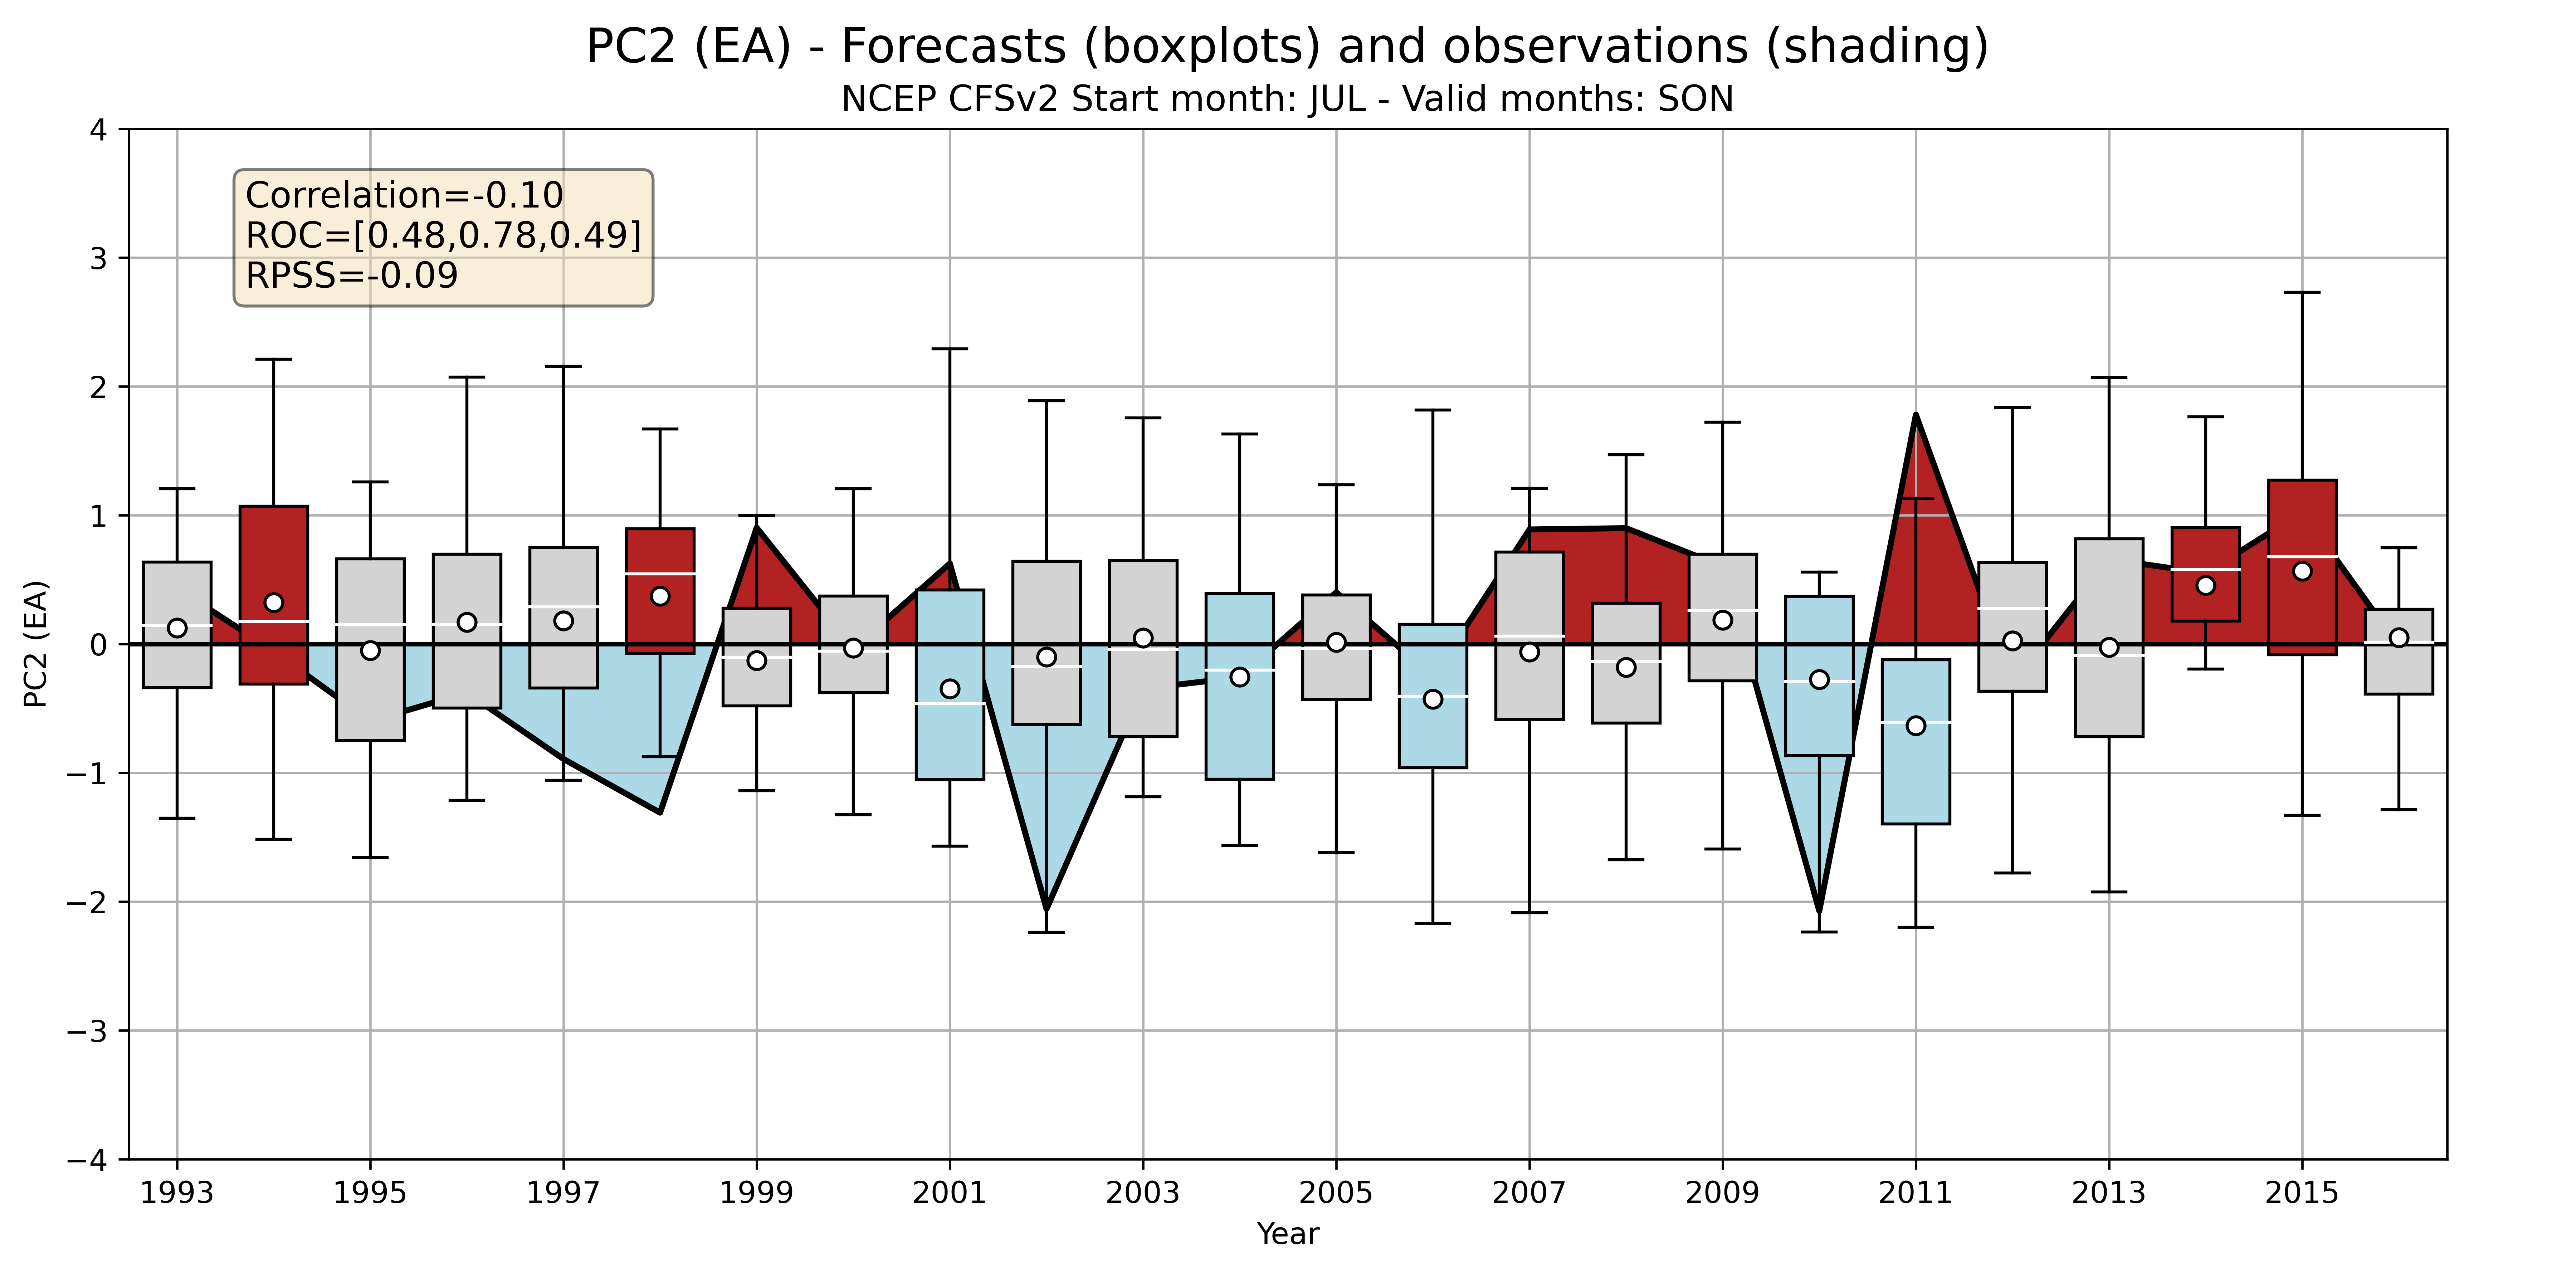 PC2 (EA) - Forecasts (boxplots) and observations (shading)
NCEP CFSv2 Start month: JUL - Valid months: SON
Correlation=-0.10
ROC=[0.48,0.78,0.49]
RPSS=-0.09
PC2 (EA)
4
3
2
1
0
−1
−2
−3
−4
1993 1995 1997 1999 2001 2003 2005 2007 2009 2011 2013 2015
Year